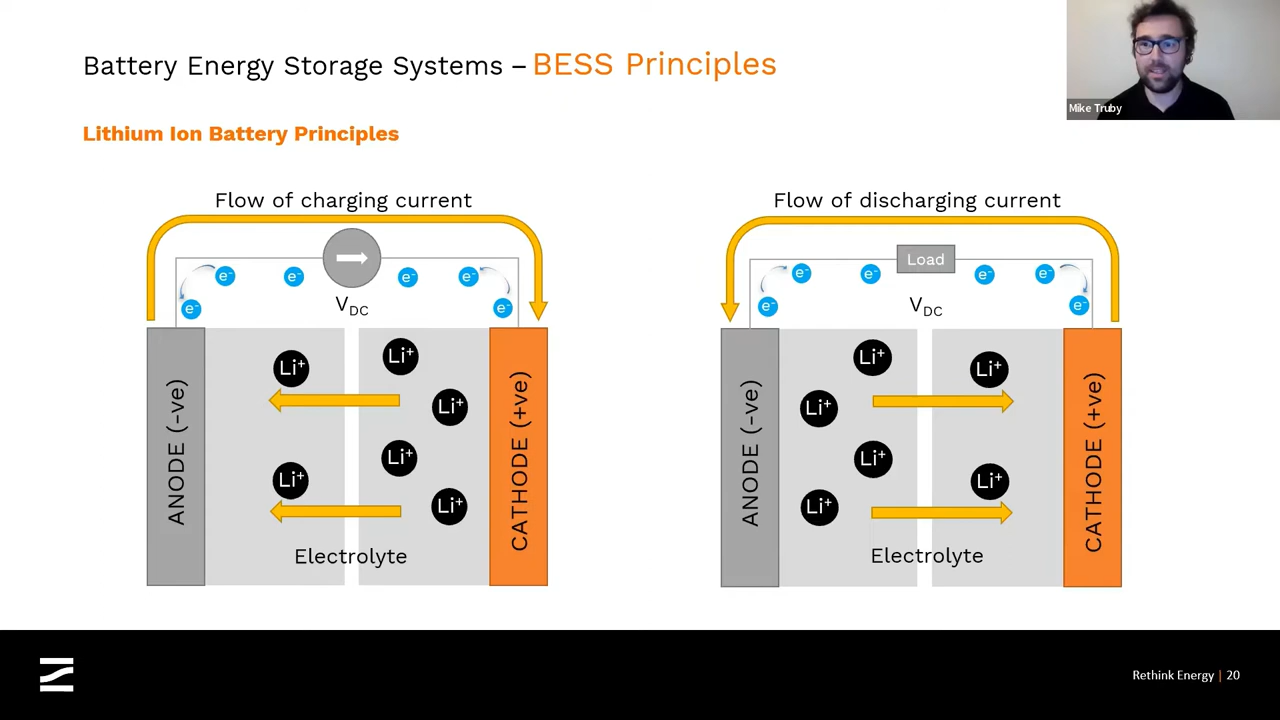 Battery Energy Storage Systems – BESS Principles
Mike Truby
Lithium Ion Battery Principles
Flow of charging current
e⁻ e⁻ e⁻ e⁻
e⁻ e⁻
V_DC
Li⁺ Li⁺
Li⁺
Li⁺ Li⁺
Li⁺
ANODE (-ve)
CATHODE (+ve)
Electrolyte
Flow of discharging current
Load
e⁻ e⁻ e⁻ e⁻
e⁻ e⁻
V_DC
Li⁺ Li⁺
Li⁺
Li⁺ Li⁺
Li⁺
ANODE (-ve)
CATHODE (+ve)
Electrolyte
Rethink Energy | 20